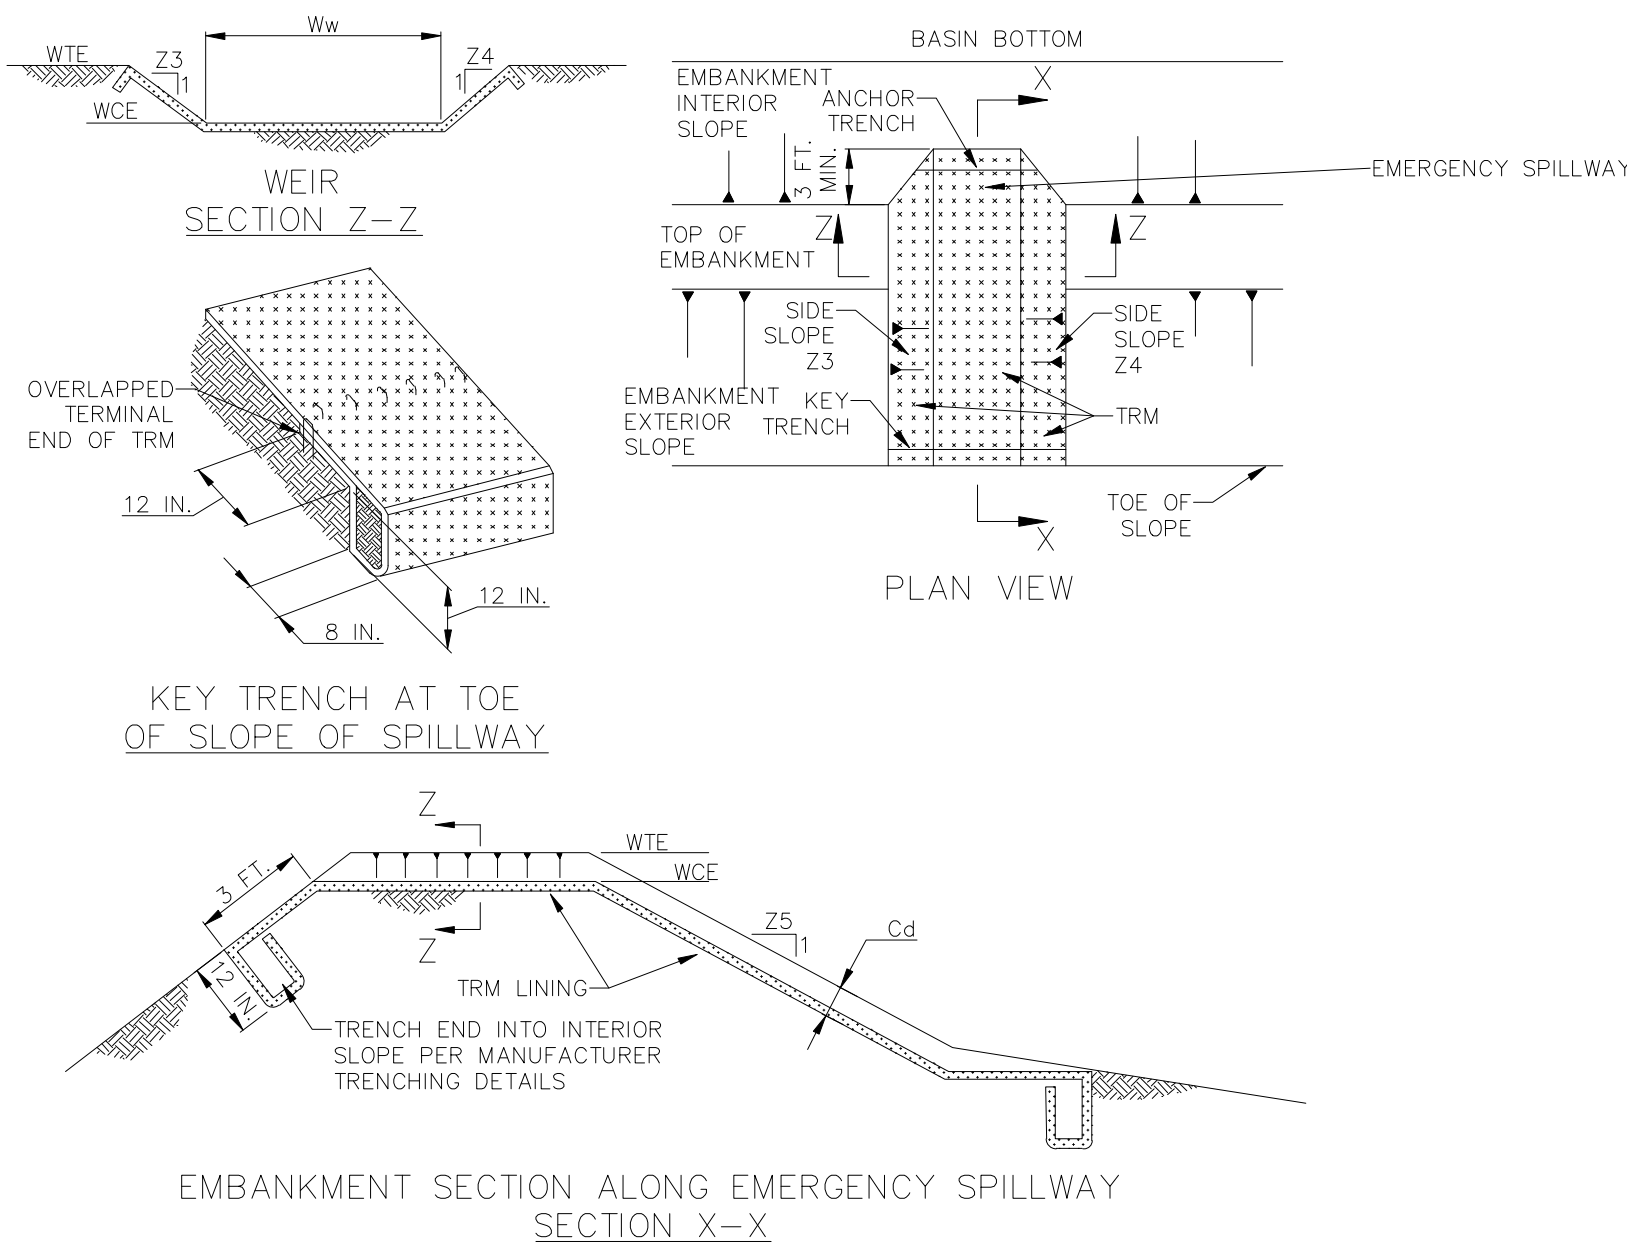 Ww
WTE
Z3
1
Z4
1
WCE
WEIR
SECTION Z-Z
BASIN BOTTOM
EMBANKMENT
INTERIOR
SLOPE
ANCHOR
TRENCH
X
3 FT.
MIN.
EMERGENCY SPILLWAY
Z
Z
TOP OF
EMBANKMENT
SIDE
SLOPE
Z3
SIDE
SLOPE
Z4
EMBANKMENT
EXTERIOR
SLOPE
KEY
TRENCH
TRM
TOE OF
SLOPE
X
PLAN VIEW
OVERLAPPED
TERMINAL
END OF TRM
12 IN.
12 IN.
8 IN.
KEY TRENCH AT TOE
OF SLOPE OF SPILLWAY
Z
WTE
WCE
3 FT.
Z5
1
Cd
Z
12 IN.
TRM LINING
TRENCH END INTO INTERIOR
SLOPE PER MANUFACTURER
TRENCHING DETAILS
EMBANKMENT SECTION ALONG EMERGENCY SPILLWAY
SECTION X-X